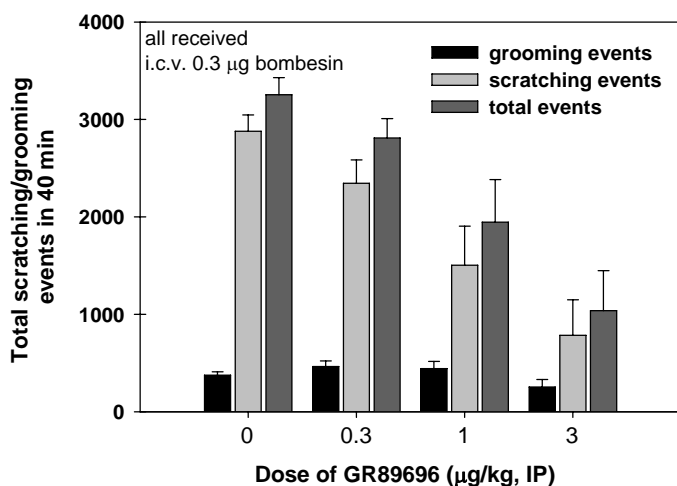 all received
i.c.v. 0.3 μg bombesin
grooming events
scratching events
total events
Total scratching/grooming
events in 40 min
4000
3000
2000
1000
0
0 0.3 1 3
Dose of GR89696 (μg/kg, IP)